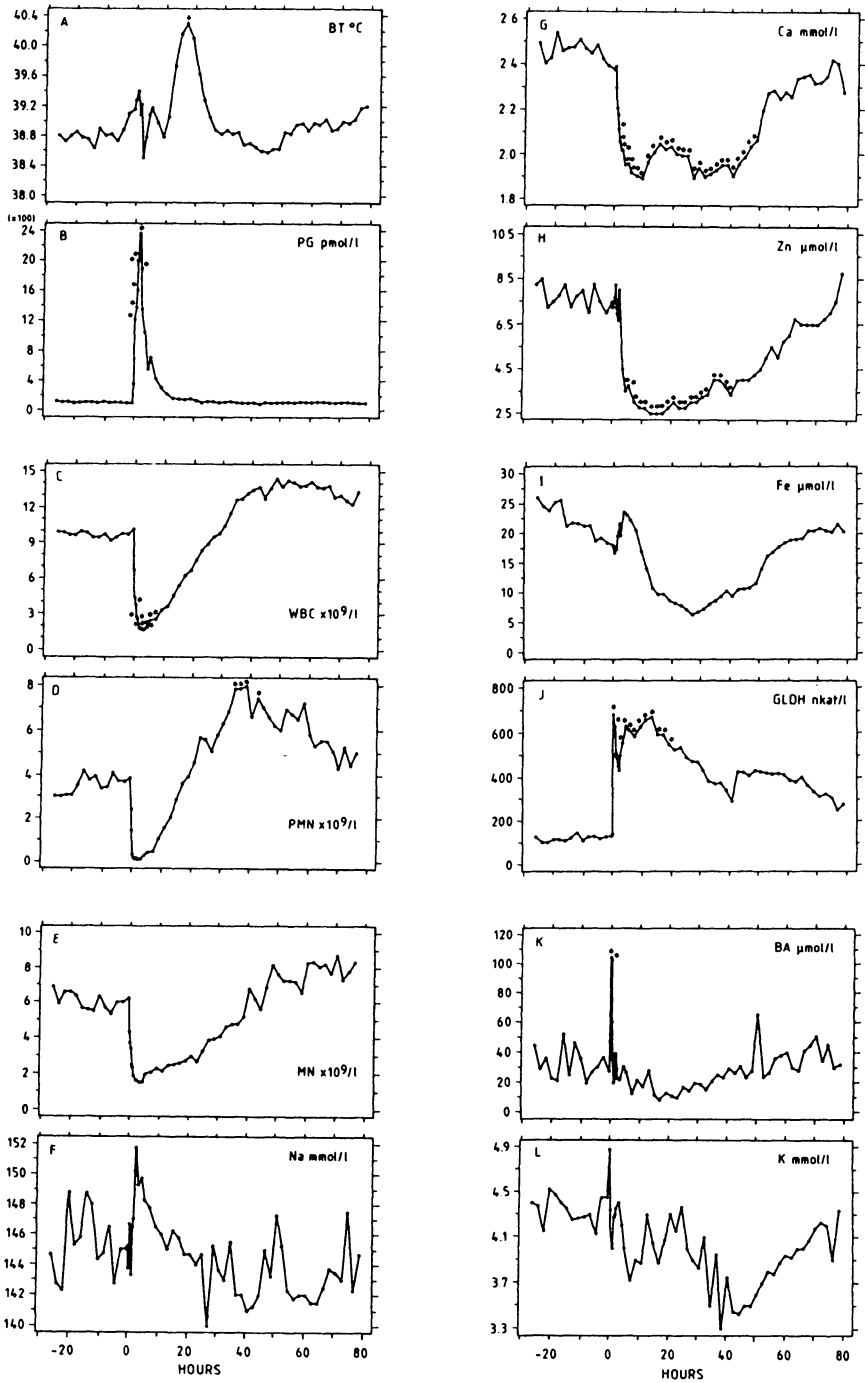 A
BT °C
40.4
40.0
39.6
39.2
38.8
38.4
38.0
(x100)
B
PG pmol/l
24
20
16
12
8
4
0
C
WBC x10⁹/l
15
12
9
6
3
0
D
PMN x10⁹/l
8
6
4
2
0
E
MN x10⁹/l
10
8
6
4
2
0
F
Na mmol/l
152
150
148
146
144
142
140
-20 0 20 40 60 80
HOURS
G
Ca mmol/l
2.6
2.4
2.2
2.0
1.8
H
Zn µmol/l
10.5
8.5
6.5
4.5
2.5
I
Fe µmol/l
30
25
20
15
10
5
0
J
GLDH nkat/l
800
600
400
200
0
K
BA µmol/l
120
100
80
60
40
20
0
L
K mmol/l
4.9
4.5
4.1
3.7
3.3
-20 0 20 40 60 80
HOURS